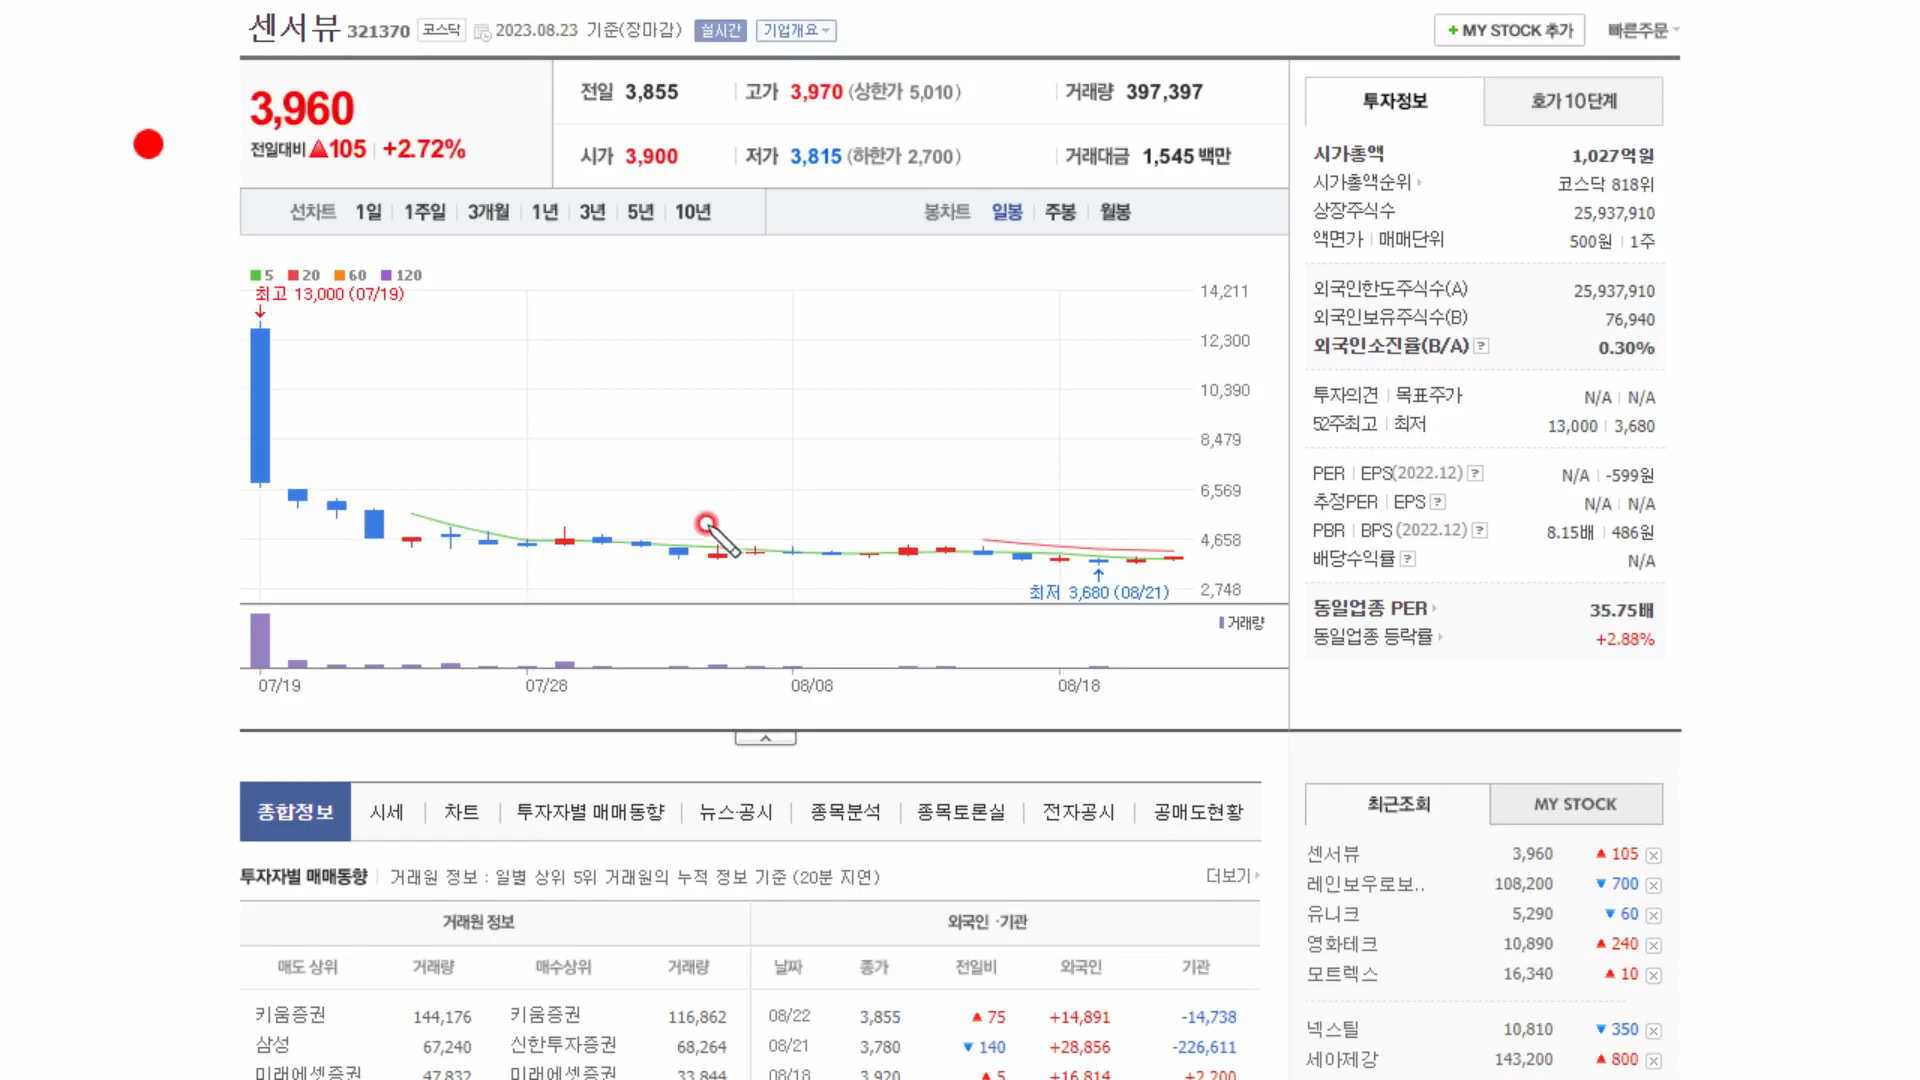 센서뷰 321370 코스닥 2023.08.23 기준(장마감) 실시간 기업개요
+ MY STOCK 추가 빠른주문
3,960
전일대비 ▲105 +2.72%
전일 3,855 고가 3,970 (상한가 5,010) 거래량 397,397
시가 3,900 저가 3,815 (하한가 2,700) 거래대금 1,545 백만
선차트 1일 1주일 3개월 1년 3년 5년 10년 봉차트 일봉 주봉 월봉
5 20 60 120
최고 13,000 (07/19)
14,211
12,300
10,390
8,479
6,569
4,658
2,748
최저 3,680 (08/21)
거래량
07/19 07/28 08/08 08/18
투자정보 호가 10단계
시가총액 1,027억원
시가총액순위 코스닥 818위
상장주식수 25,937,910
액면가 매매단위 500원 1주
외국인한도주식수(A) 25,937,910
외국인보유주식수(B) 76,940
외국인소진율(B/A) ? 0.30%
투자의견 목표주가 N/A N/A
52주최고 최저 13,000 3,680
PER EPS(2022.12) ? N/A -599원
추정PER EPS ? N/A N/A
PBR BPS (2022.12) ? 8.15배 486원
배당수익률 ? N/A
동일업종 PER 35.75배
동일업종 등락률 +2.88%
종합정보 시세 차트 투자자별 매매동향 뉴스·공시 종목분석 종목토론실 전자공시 공매도현황
투자자별 매매동향 거래원 정보 : 일별 상위 5위 거래원의 누적 정보 기준 (20분 지연) 더보기
거래원 정보 외국인 ·기관
매도 상위 거래량 매수상위 거래량 날짜 종가 전일비 외국인 기관
키움증권 144,176 키움증권 116,862 08/22 3,855 ▲ 75 +14,891 -14,738
삼성 67,240 신한투자증권 68,264 08/21 3,780 ▼ 140 +28,856 -226,611
미래에셋증권 47,832 미래에셋증권 33,844 08/18 3,920 ▲ 5 +16,814 +2,200
최근조회 MY STOCK
센서뷰 3,960 ▲ 105
레인보우로보.. 108,200 ▼ 700
유니크 5,290 ▼ 60
영화테크 10,890 ▲ 240
모트렉스 16,340 ▲ 10
넥스틸 10,810 ▼ 350
세아제강 143,200 ▲ 800